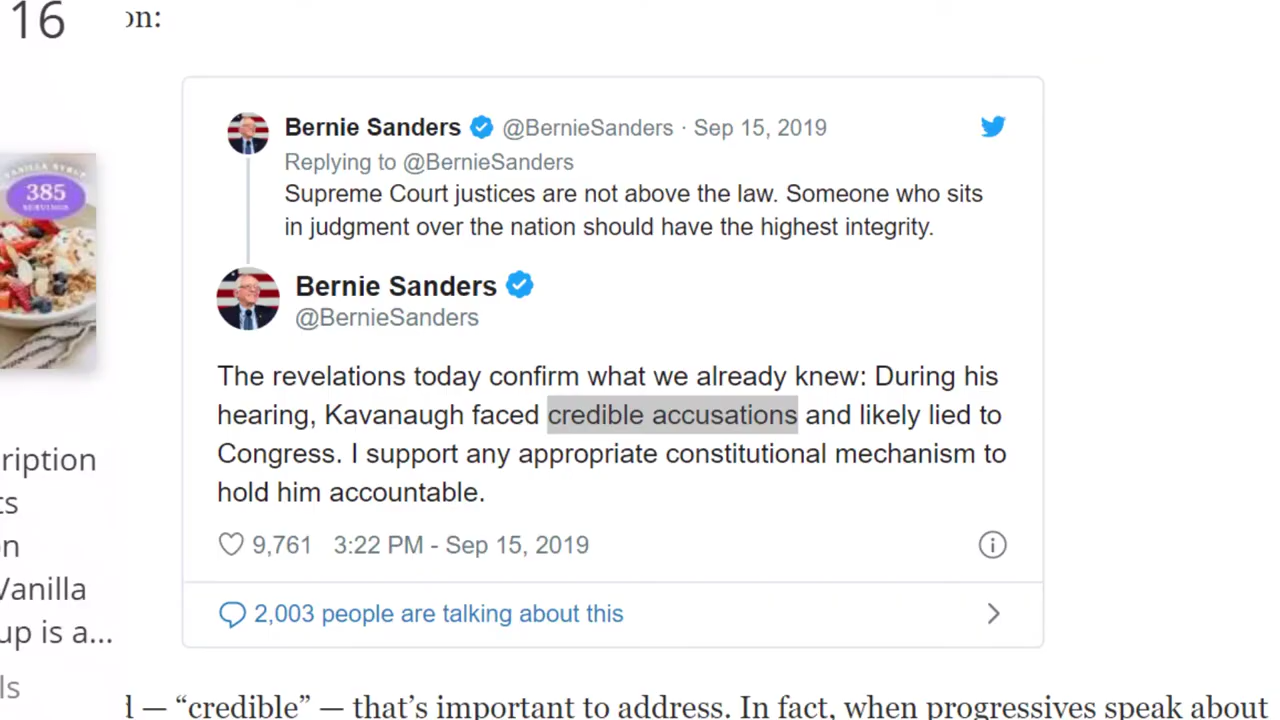 16
on:
Bernie Sanders @BernieSanders · Sep 15, 2019
Replying to @BernieSanders
Supreme Court justices are not above the law. Someone who sits
in judgment over the nation should have the highest integrity.
Bernie Sanders
@BernieSanders
The revelations today confirm what we already knew: During his
hearing, Kavanaugh faced credible accusations and likely lied to
Congress. I support any appropriate constitutional mechanism to
hold him accountable.
9,761 3:22 PM - Sep 15, 2019
2,003 people are talking about this
d — “credible” — that’s important to address. In fact, when progressives speak about
VANILLA SYRUP
385
SERVINGS
ription
ts
on
Vanilla
up is a...
ls